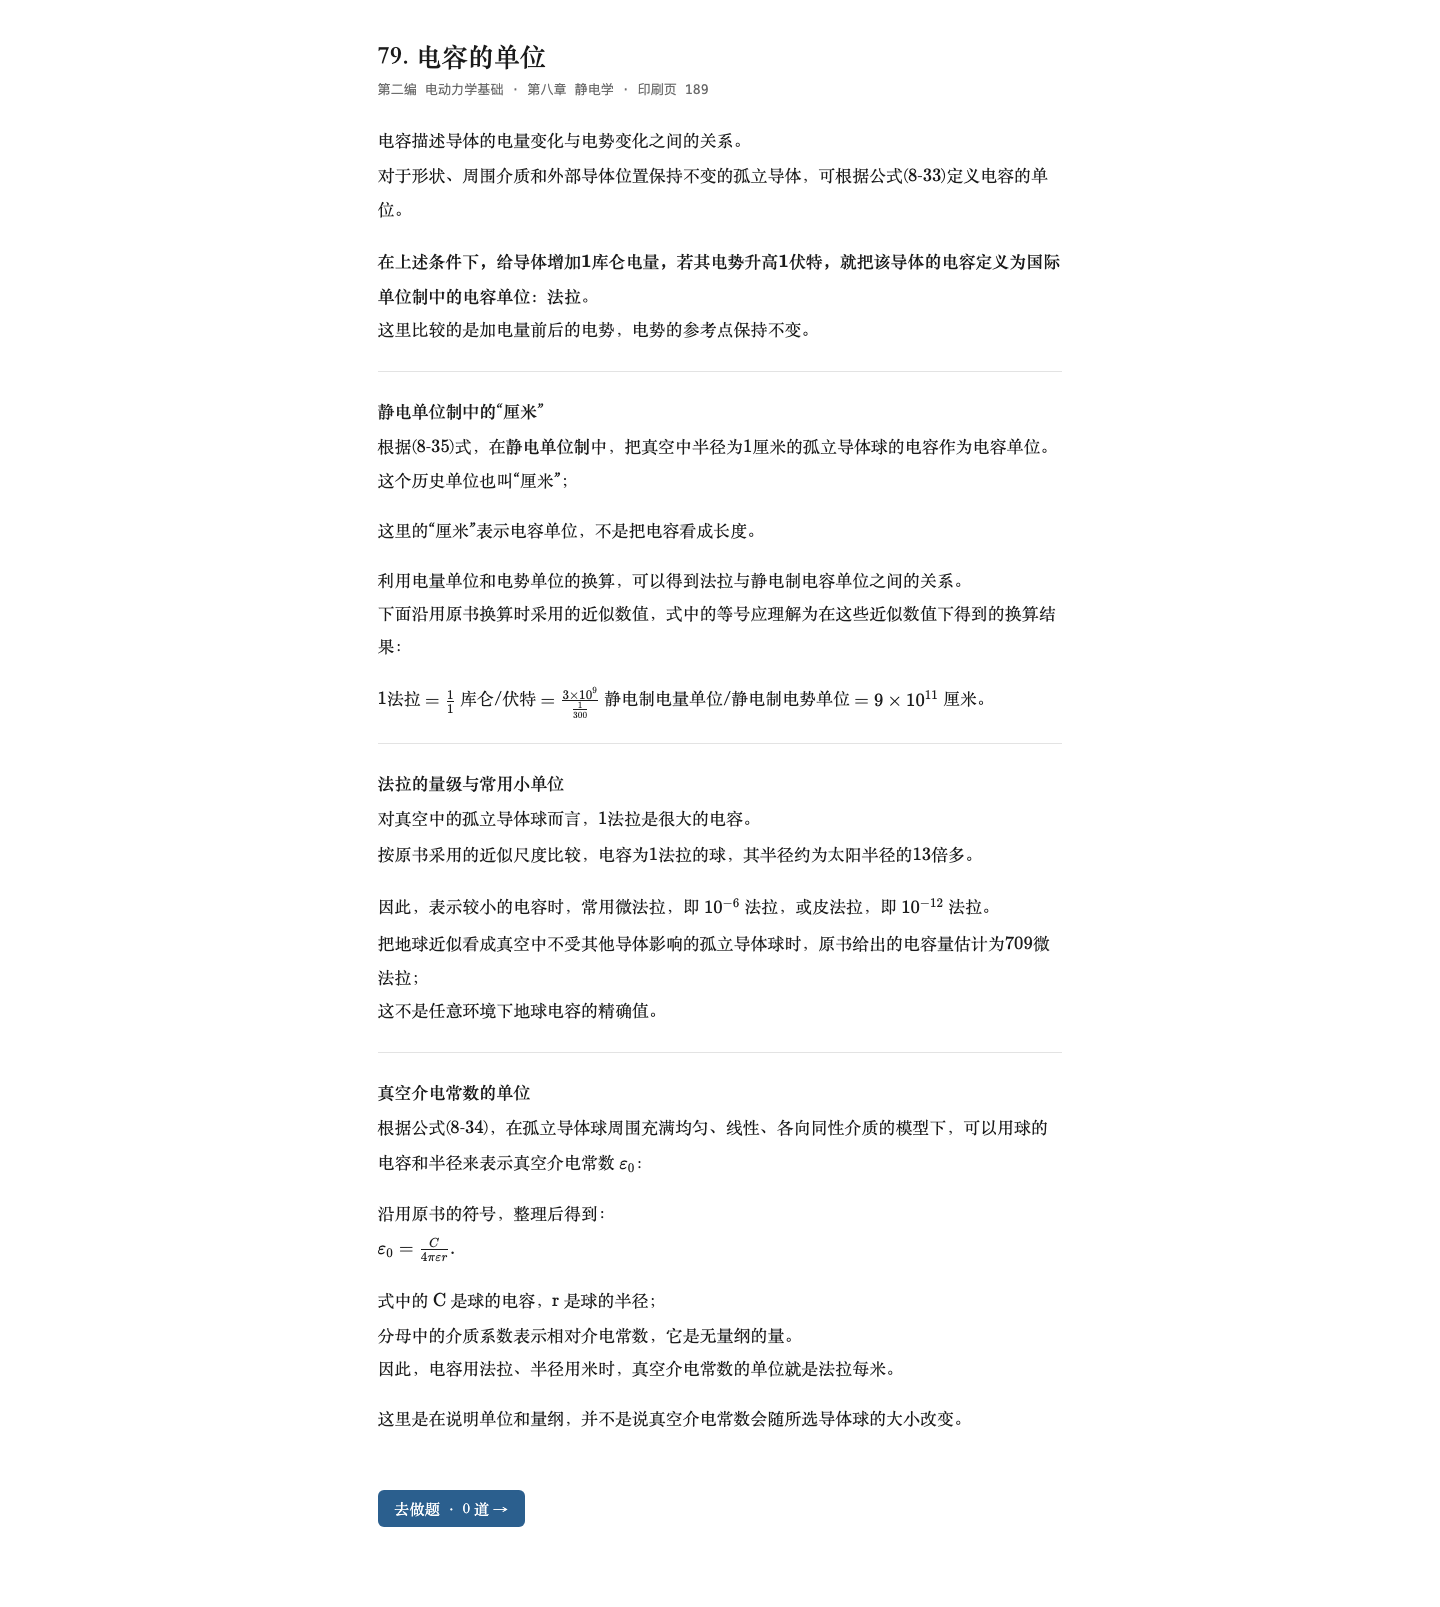 79. 电容的单位
第二编 电动力学基础 · 第八章 静电学 · 印刷页 189
电容描述导体的电量变化与电势变化之间的关系。
对于形状、周围介质和外部导体位置保持不变的孤立导体，可根据公式(8-33)定义电容的单
位。
在上述条件下，给导体增加1库仑电量，若其电势升高1伏特，就把该导体的电容定义为国际
单位制中的电容单位：法拉。
这里比较的是加电量前后的电势，电势的参考点保持不变。
静电单位制中的“厘米”
根据(8-35)式，在静电单位制中，把真空中半径为1厘米的孤立导体球的电容作为电容单位。
这个历史单位也叫“厘米”；
这里的“厘米”表示电容单位，不是把电容看成长度。
利用电量单位和电势单位的换算，可以得到法拉与静电制电容单位之间的关系。
下面沿用原书换算时采用的近似数值，式中的等号应理解为在这些近似数值下得到的换算结
果：
1法拉 = $\frac{1}{1}$ 库仑/伏特 = $\frac{3×10^9}{\frac{1}{300}}$ 静电制电量单位/静电制电势单位 = 9 × 10¹¹ 厘米。
法拉的量级与常用小单位
对真空中的孤立导体球而言，1法拉是很大的电容。
按原书采用的近似尺度比较，电容为1法拉的球，其半径约为太阳半径的13倍多。
因此，表示较小的电容时，常用微法拉，即 10⁻⁶ 法拉，或皮法拉，即 10⁻¹² 法拉。
把地球近似看成真空中不受其他导体影响的孤立导体球时，原书给出的电容量估计为709微
法拉；
这不是任意环境下地球电容的精确值。
真空介电常数的单位
根据公式(8-34)，在孤立导体球周围充满均匀、线性、各向同性介质的模型下，可以用球的
电容和半径来表示真空介电常数 ε₀：
沿用原书的符号，整理后得到：
ε₀ = $\frac{C}{4πεr}$.
式中的 C 是球的电容，r 是球的半径；
分母中的介质系数表示相对介电常数，它是无量纲的量。
因此，电容用法拉、半径用米时，真空介电常数的单位就是法拉每米。
这里是在说明单位和量纲，并不是说真空介电常数会随所选导体球的大小改变。
去做题 · 0 道 →